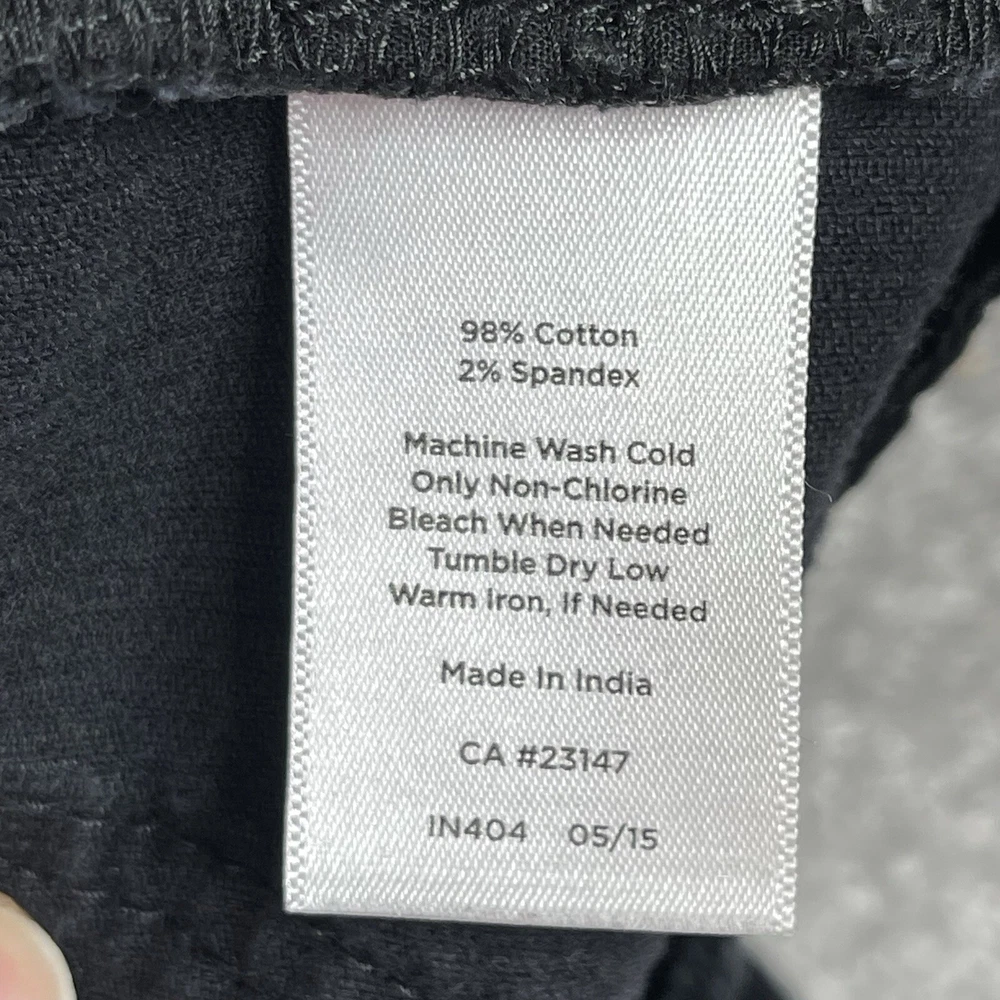 98% Cotton
2% Spandex
Machine Wash Cold
Only Non-Chlorine
Bleach When Needed
Tumble Dry Low
Warm Iron, If Needed
Made In India
CA #23147
IN404 05/15